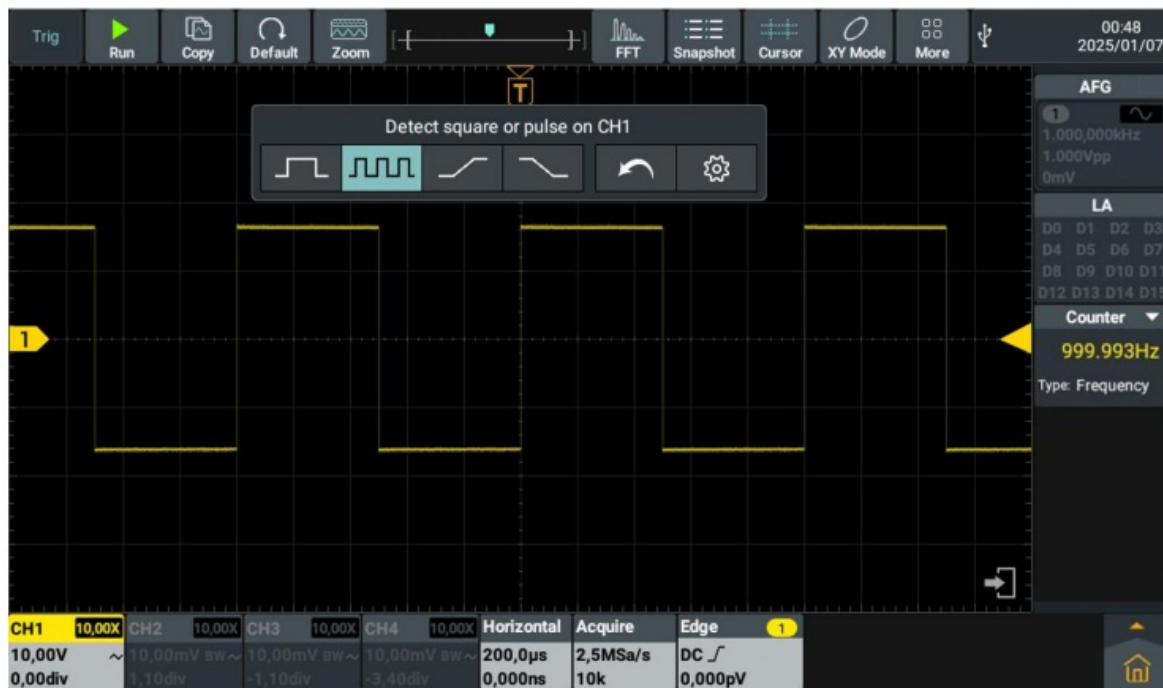 Trig
Run
Copy
Default
Zoom
T
FFT
Snapshot
Cursor
XY Mode
More
00:48
2025/01/07
Detect square or pulse on CH1
AFG
1
1.000,000kHz
1.000Vpp
0mV
LA
D0 D1 D2 D3
D4 D5 D6 D7
D8 D9 D10 D11
D12 D13 D14 D15
Counter
999.993Hz
Type: Frequency
1
CH1 10,00X CH2 10,00X CH3 10,00X CH4 10,00X Horizontal Acquire Edge 1
10,00V 10,00mV BW 10,00mV BW 10,00mV BW 200,0µs 2,5MSa/s DC
0,00div 1,10div -1,10div -3,40div 0,000ns 10k 0,000pV